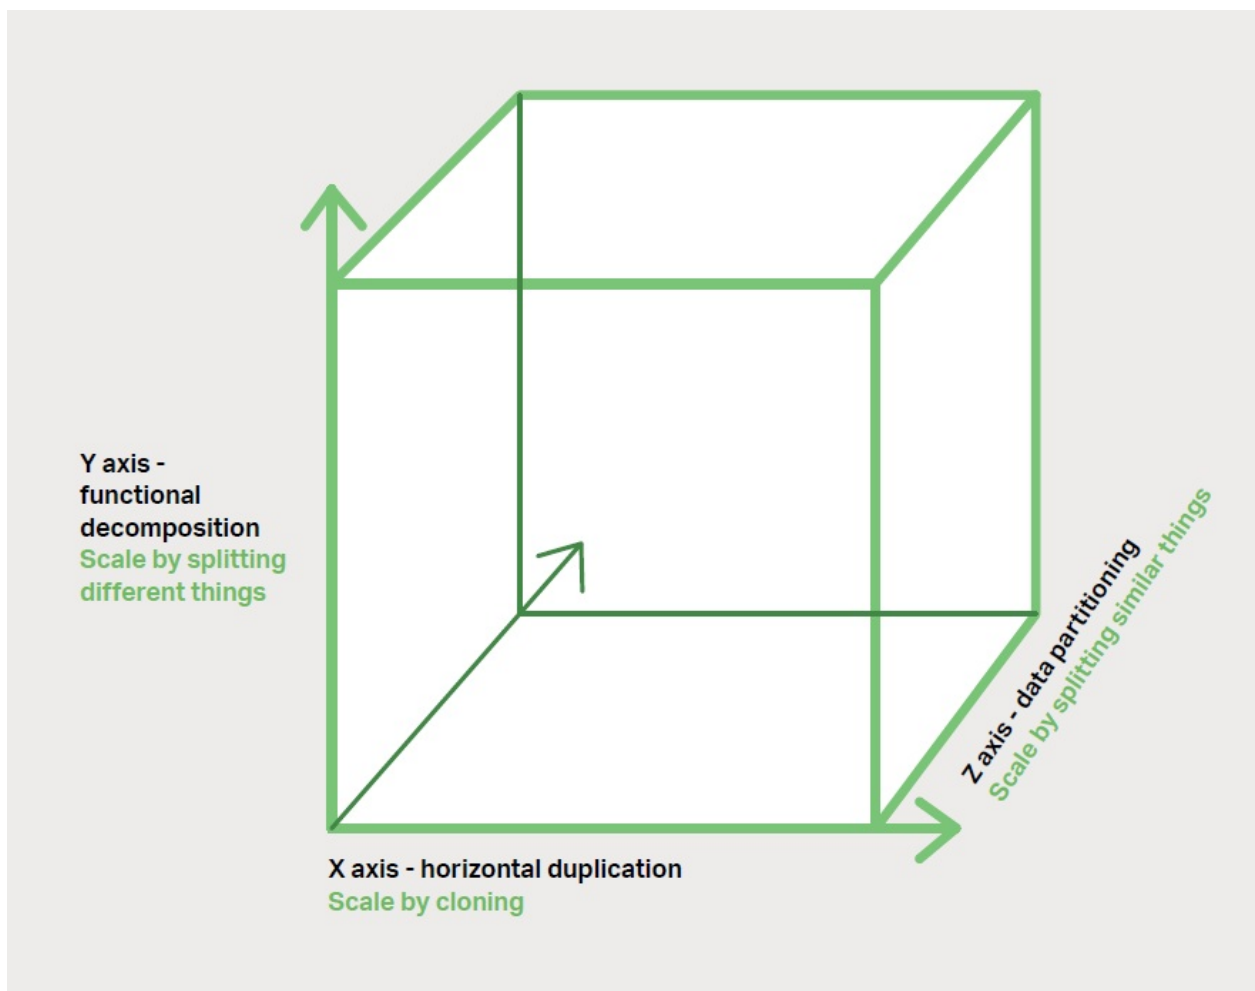 Y axis -
functional
decomposition
Scale by splitting
different things
Z axis - data partitioning
Scale by splitting similar things
X axis - horizontal duplication
Scale by cloning